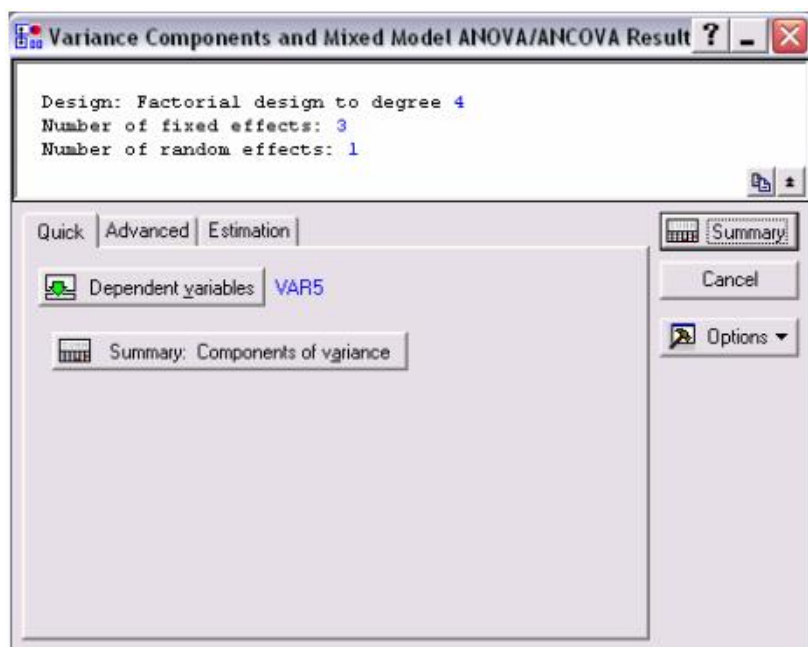 Variance Components and Mixed Model ANOVA/ANCOVA Result
Design: Factorial design to degree 4
Number of fixed effects: 3
Number of random effects: 1
Quick Advanced Estimation
Summary
Dependent variables VAR5
Cancel
Summary: Components of variance
Options